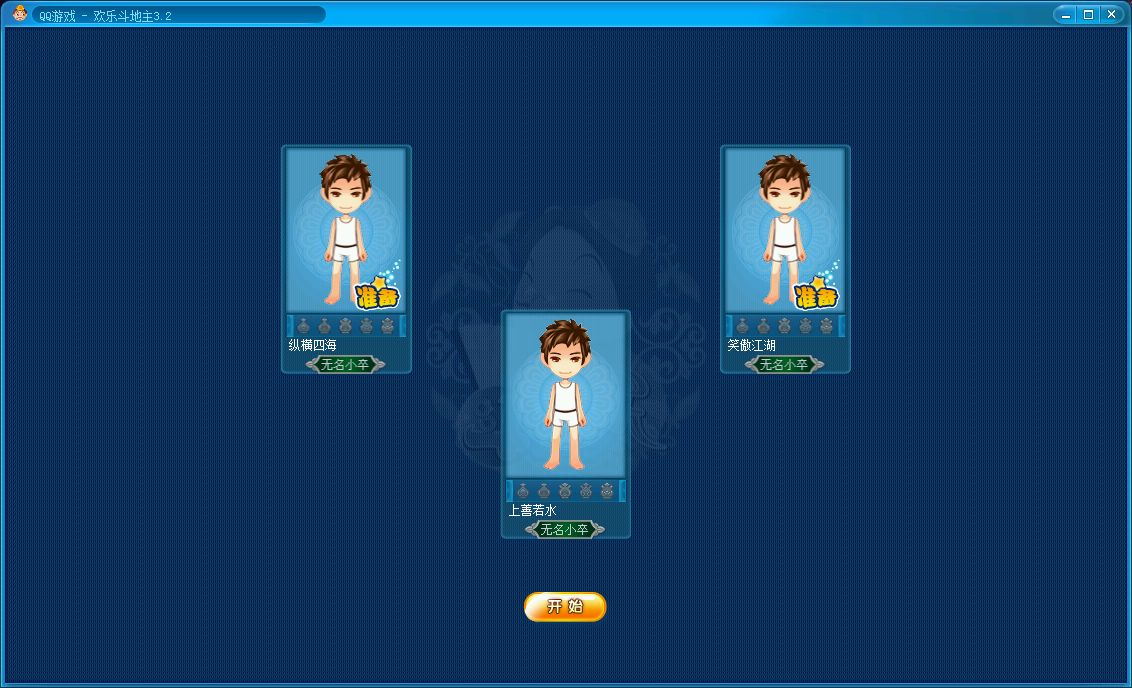 QQ游戏 - 欢乐斗地主3.2
准备
纵横四海
无名小卒
准备
笑傲江湖
无名小卒
上善若水
无名小卒
开始